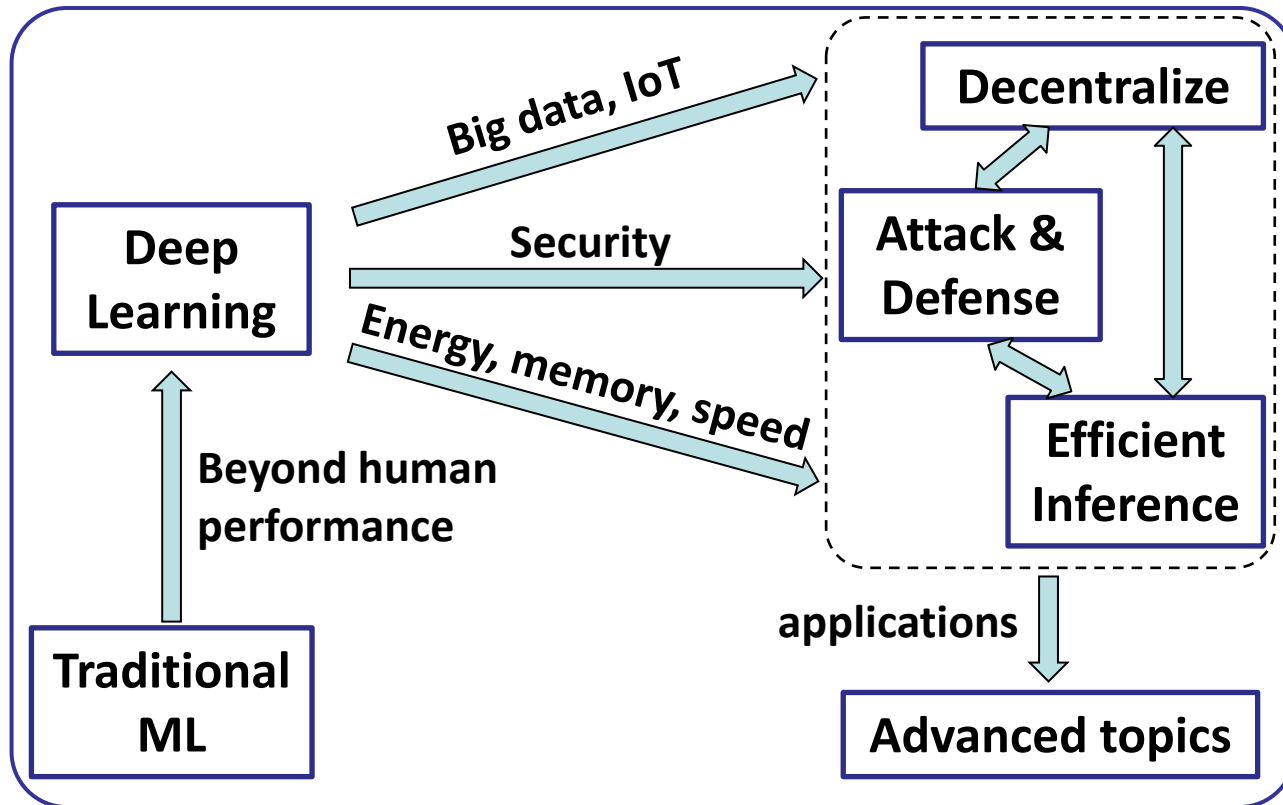 Big data, IoT
Decentralize
Deep
Learning
Security
Attack &
Defense
Energy, memory, speed
Efficient
Inference
Beyond human
performance
applications
Traditional
ML
Advanced topics